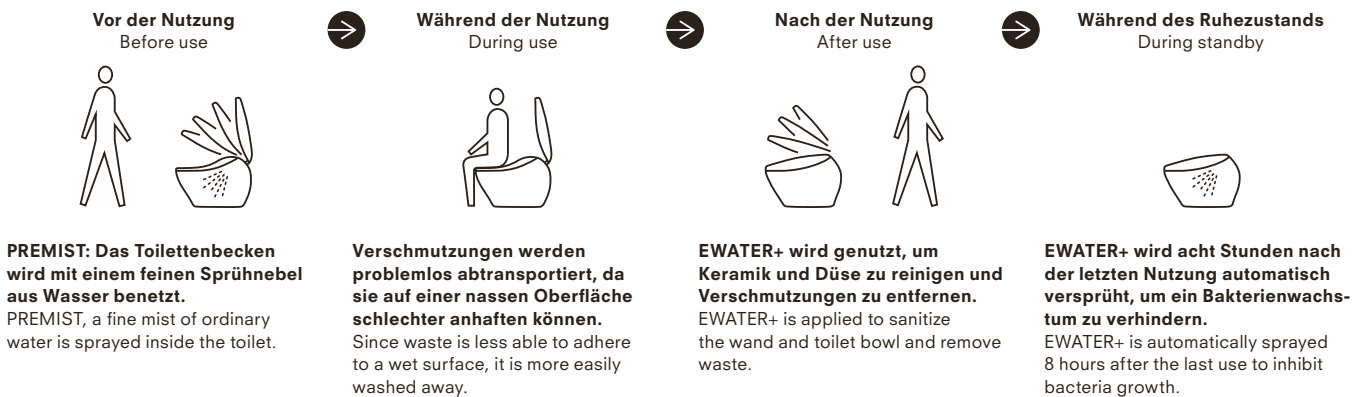 Vor der Nutzung
Before use
PREMIST: Das Toilettenbecken
wird mit einem feinen Sprühnebel
aus Wasser benetzt.
PREMIST, a fine mist of ordinary
water is sprayed inside the toilet.
Während der Nutzung
During use
Verschmutzungen werden
problemlos abtransportiert, da
sie auf einer nassen Oberfläche
schlechter anhaften können.
Since waste is less able to adhere
to a wet surface, it is more easily
washed away.
Nach der Nutzung
After use
EWATER+ wird genutzt, um
Keramik und Düse zu reinigen und
Verschmutzungen zu entfernen.
EWATER+ is applied to sanitize
the wand and toilet bowl and remove
waste.
Während des Ruhezustands
During standby
EWATER+ wird acht Stunden nach
der letzten Nutzung automatisch
versprüht, um ein Bakterienwachs-
tum zu verhindern.
EWATER+ is automatically sprayed
8 hours after the last use to inhibit
bacteria growth.